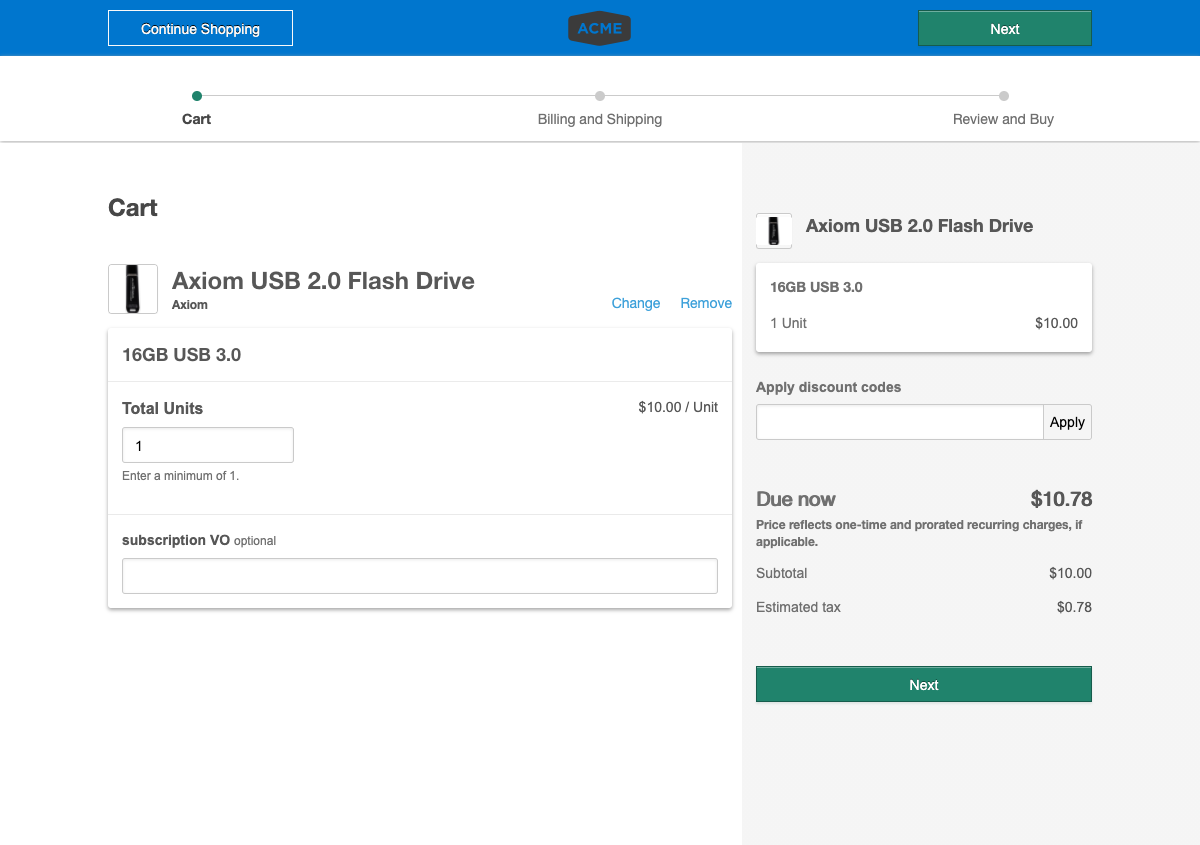 Continue Shopping
ACME
Next
Cart
Billing and Shipping
Review and Buy
Cart
Axiom USB 2.0 Flash Drive
Axiom
Change
Remove
16GB USB 3.0
Total Units
$10.00 / Unit
1
Enter a minimum of 1.
subscription VO optional
Axiom USB 2.0 Flash Drive
16GB USB 3.0
1 Unit
$10.00
Apply discount codes
Apply
Due now
$10.78
Price reflects one-time and prorated recurring charges, if
applicable.
Subtotal
$10.00
Estimated tax
$0.78
Next